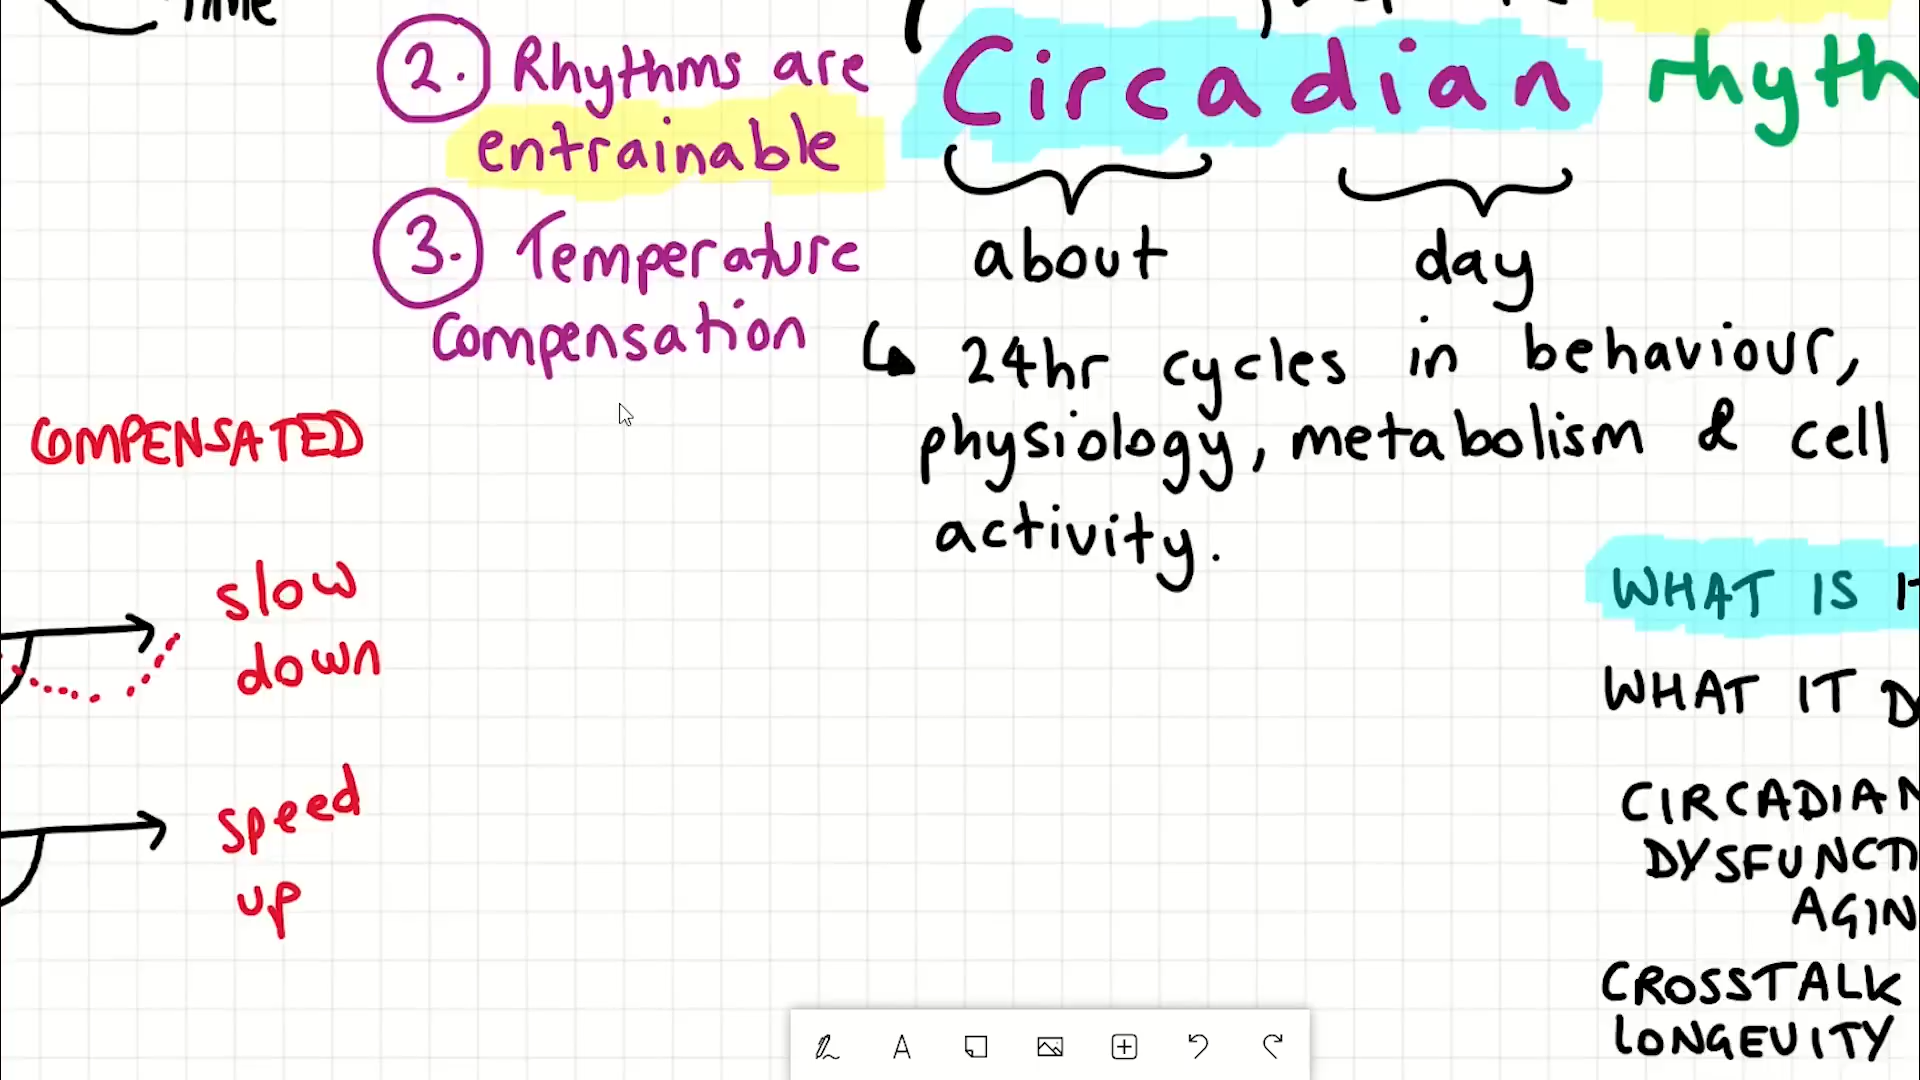 Time
2. Rhythms are
entrainable
3. Temperature
compensation
COMPENSATED
slow
down
speed
up
Circadian rhyth
about day
24hr cycles in behaviour,
physiology, metabolism & cell
activity.
WHAT IS I
WHAT IT D
CIRCADIAN
DYSFUNCTI
AGIN
CROSSTALK
LONGEVITY
A